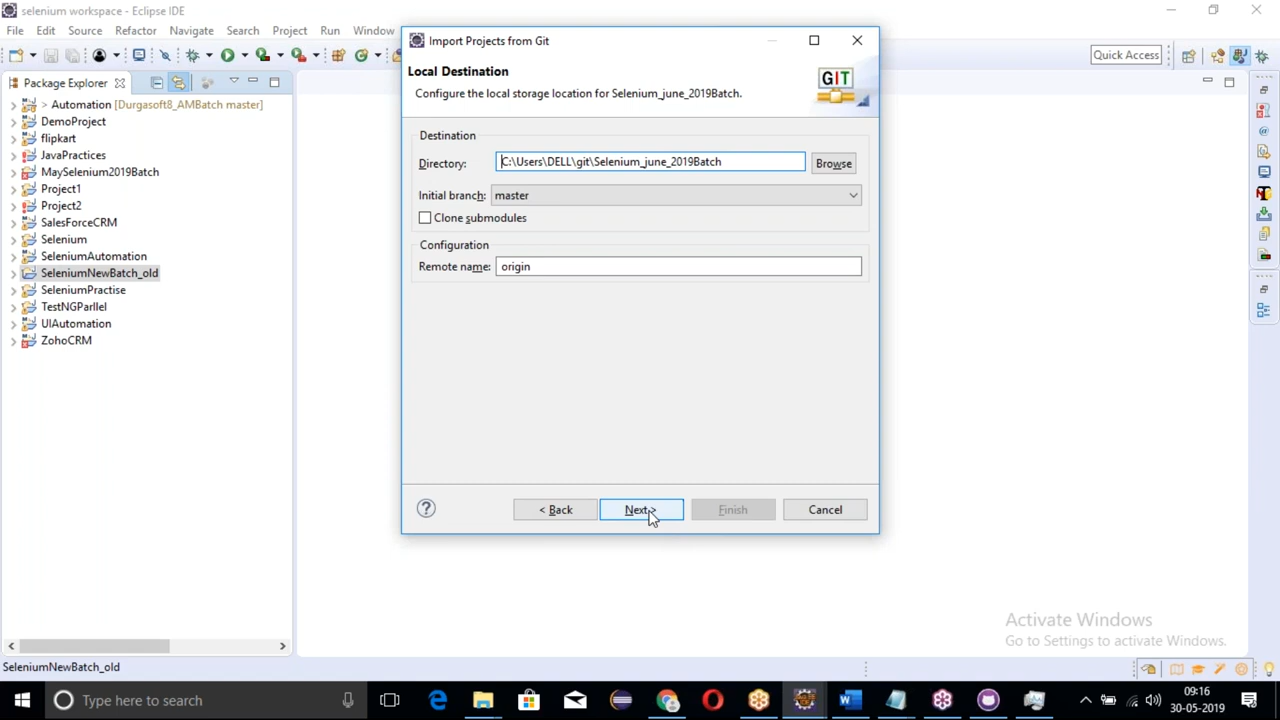 selenium workspace - Eclipse IDE
File Edit Source Refactor Navigate Search Project Run Window
Quick Access
Package Explorer
> Automation [Durgasoft8_AMBatch master]
DemoProject
flipkart
JavaPractices
MaySelenium2019Batch
Project1
Project2
SalesForceCRM
Selenium
SeleniumAutomation
SeleniumNewBatch_old
SeleniumPractise
TestNGParllel
UIAutomation
ZohoCRM
Import Projects from Git
Local Destination
Configure the local storage location for Selenium_june_2019Batch.
GIT
Destination
Directory: C:\Users\DELL\git\Selenium_june_2019Batch Browse
Initial branch: master
Clone submodules
Configuration
Remote name: origin
? < Back Next > Finish Cancel
Activate Windows
Go to Settings to activate Windows.
SeleniumNewBatch_old
Type here to search
09:16
30-05-2019